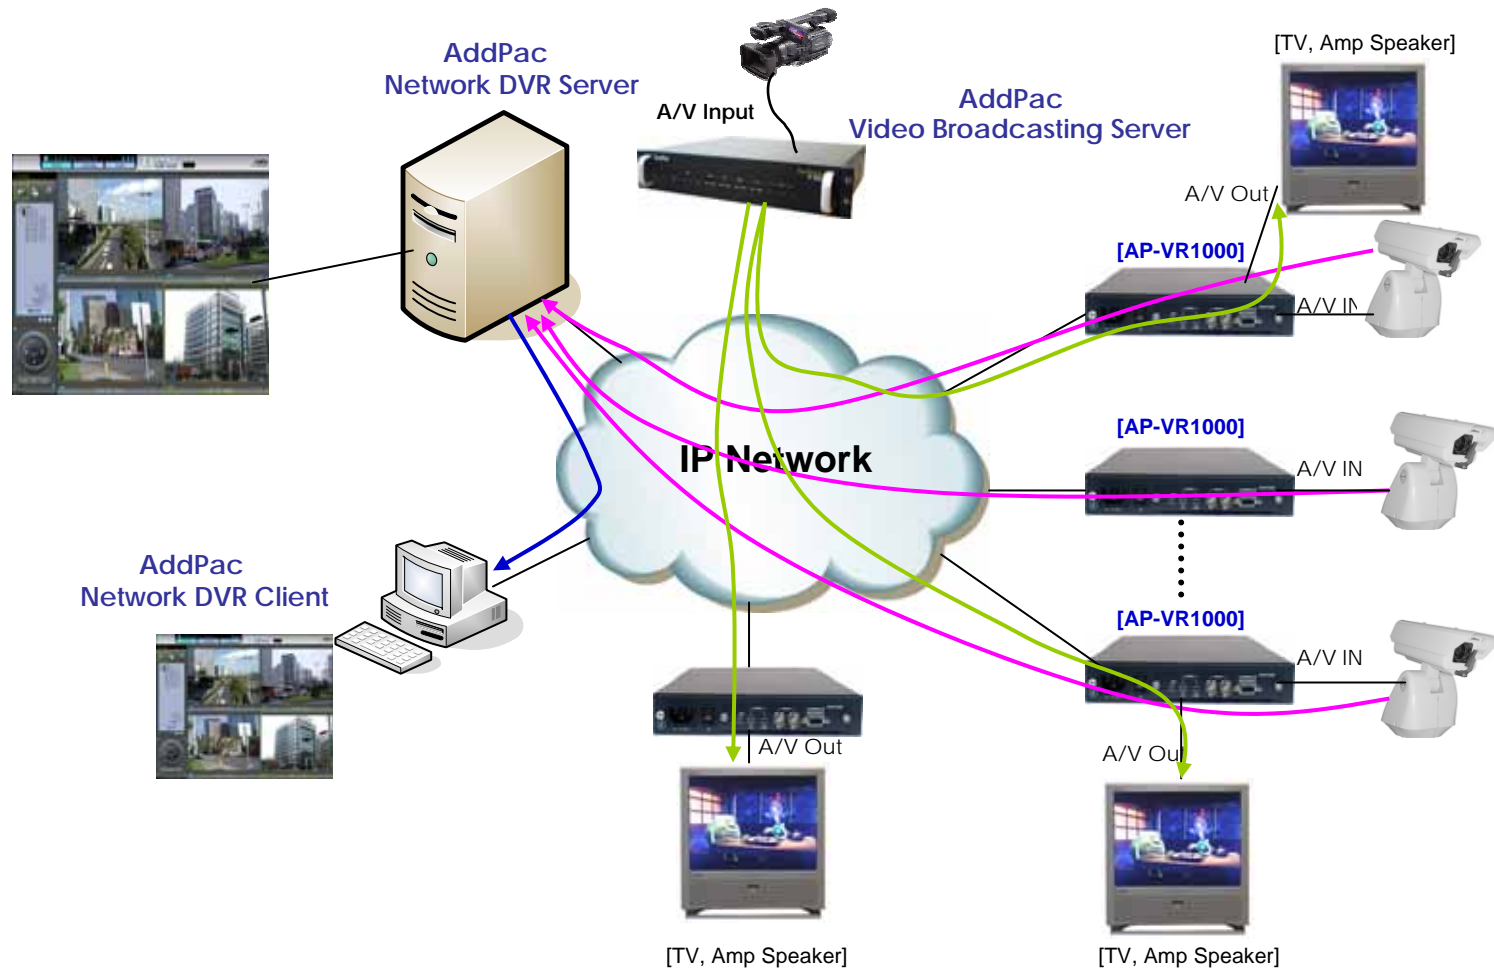 [TV, Amp Speaker]
AddPac
Network DVR Server
A/V Input
AddPac
Video Broadcasting Server
A/V Out
[AP-VR1000]
A/V IN
[AP-VR1000]
IP Network
A/V IN
AddPac
Network DVR Client
[AP-VR1000]
A/V IN
A/V Out
A/V Out
[TV, Amp Speaker]
[TV, Amp Speaker]